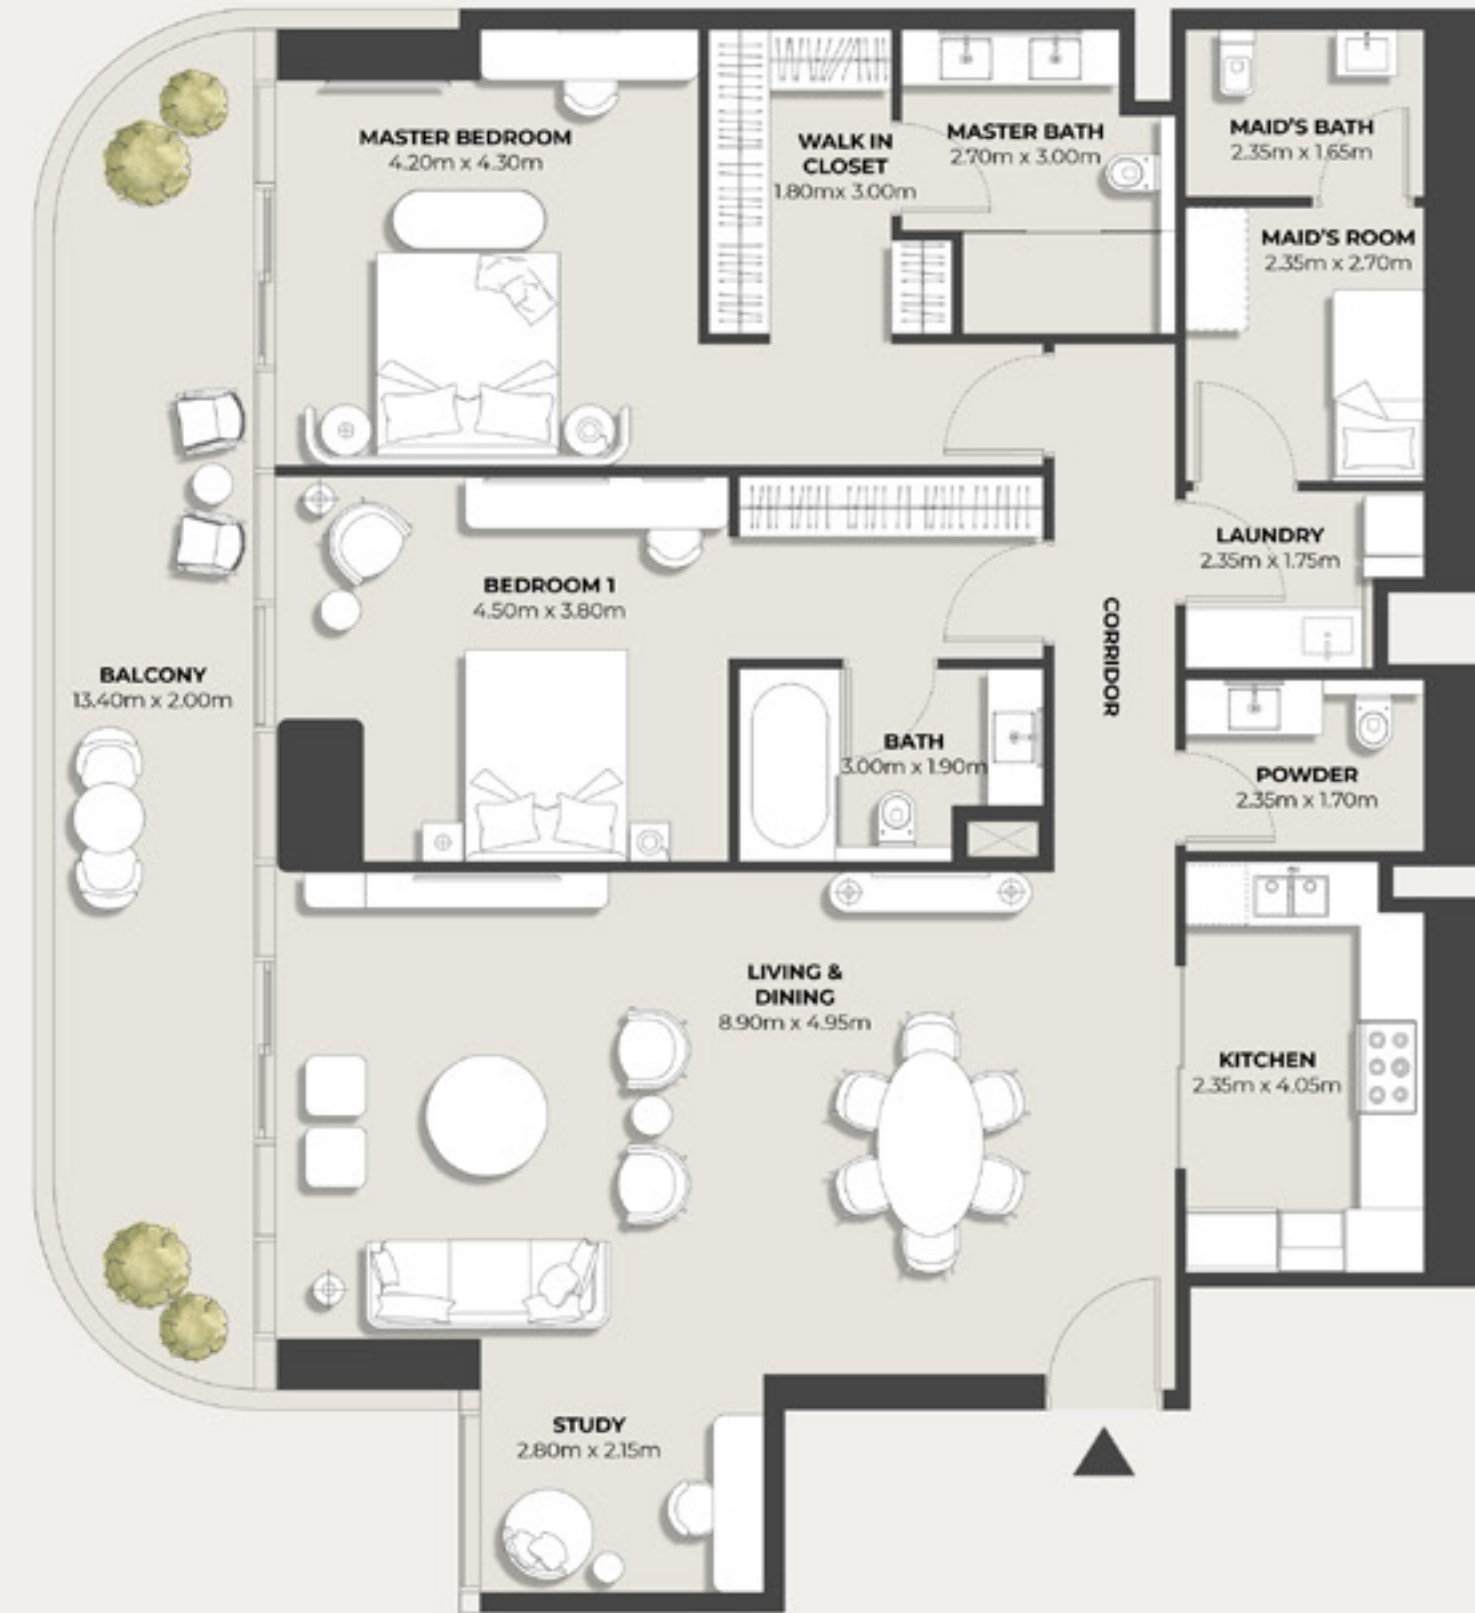 MASTER BEDROOM
4.20m x 4.30m
WALK IN
CLOSET
1.80mx 3.00m
MASTER BATH
2.70m x 3.00m
MAID'S BATH
2.35m x 1.65m
MAID'S ROOM
2.35m x 2.70m
LAUNDRY
2.35m x 1.75m
BEDROOM 1
4.50m x 3.80m
CORRIDOR
BALCONY
13.40m x 2.00m
BATH
3.00m x 1.90m
POWDER
2.35m x 1.70m
LIVING &
DINING
8.90m x 4.95m
KITCHEN
2.35m x 4.05m
STUDY
2.80m x 2.15m